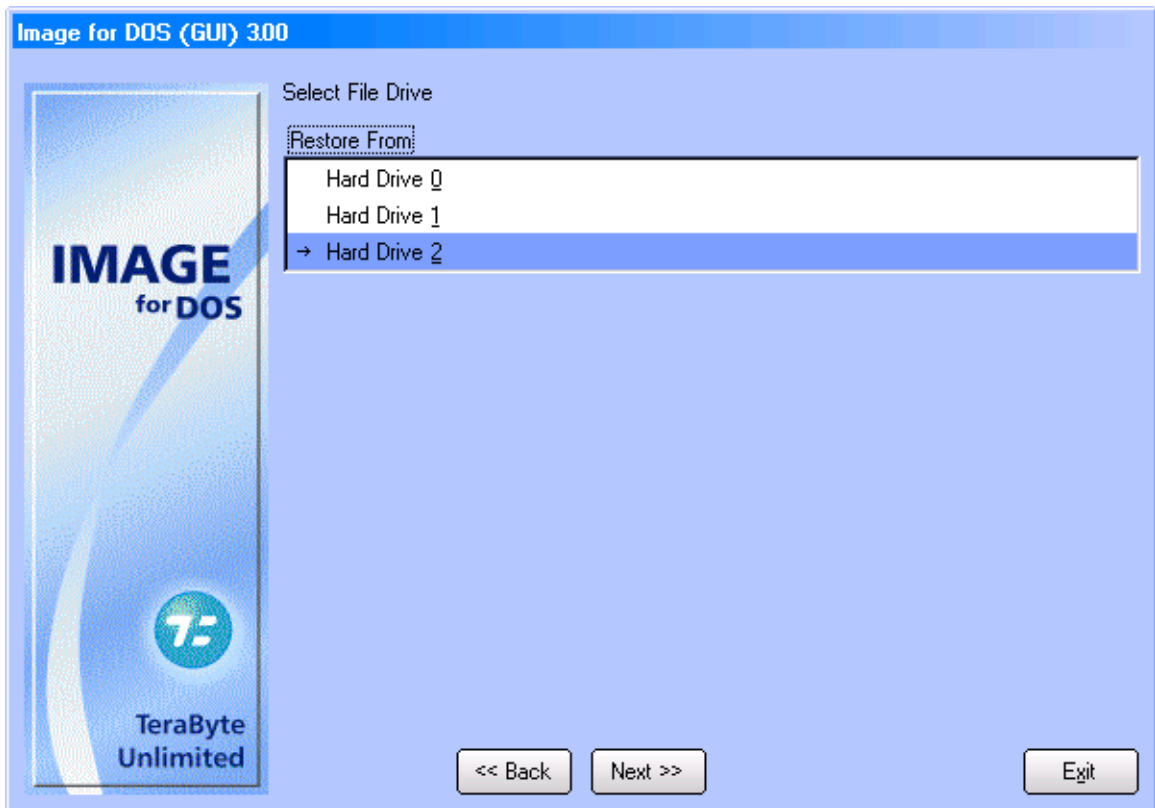 Image for DOS (GUI) 3.00
Select File Drive
Restore From
Hard Drive 0
Hard Drive 1
→ Hard Drive 2
IMAGE
for DOS
TeraByte
Unlimited
<< Back
Next >>
Exit